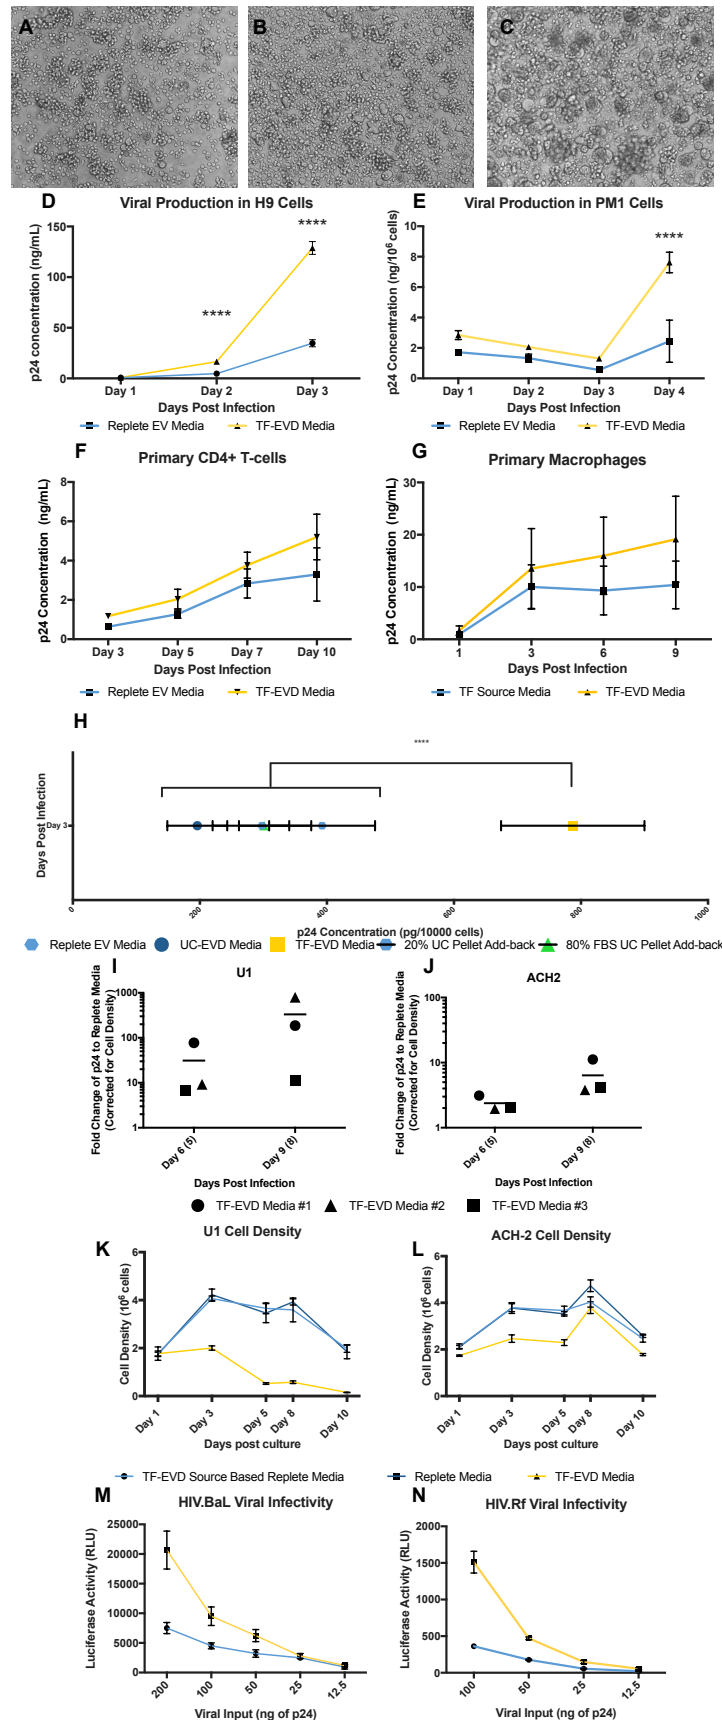 A
B
C
D
Viral Production in H9 Cells
p24 concentration (ng/mL)
150
100
50
0
****
****
Day 1
Day 2
Day 3
Days Post Infection
Replete EV Media
TF-EVD Media
E
Viral Production in PM1 Cells
p24 Concentration (ng/10⁶ cells)
10
8
6
4
2
0
****
Day 1
Day 2
Day 3
Day 4
Days Post Infection
Replete EV Media
TF-EVD Media
F
Primary CD4+ T-cells
p24 Concentration (ng/mL)
8
6
4
2
0
Day 3
Day 5
Day 7
Day 10
Days Post Infection
Replete EV Media
TF-EVD Media
G
Primary Macrophages
p24 Concentration (ng/mL)
30
20
10
0
1
3
6
9
Days Post Infection
TF Source Media
TF-EVD Media
H
****
Days Post Infection
Day 3
0
200
400
600
800
1000
p24 Concentration (pg/10000 cells)
Replete EV Media
UC-EVD Media
TF-EVD Media
20% UC Pellet Add-back
80% FBS UC Pellet Add-back
I
U1
Fold Change of p24 to Replete Media
(Corrected for Cell Density)
1000
100
10
1
Day 6 (5)
Day 9 (8)
Days Post Infection
J
ACH2
Fold Change of p24 to Replete Media
(Corrected for Cell Density)
100
10
1
Day 6 (5)
Day 9 (8)
Days Post Infection
TF-EVD Media #1
TF-EVD Media #2
TF-EVD Media #3
K
U1 Cell Density
Cell Density (10⁶ cells)
6
4
2
0
Day 1
Day 3
Day 5
Day 8
Day 10
Days post culture
L
ACH-2 Cell Density
Cell Density (10⁶ cells)
6
4
2
0
Day 1
Day 3
Day 5
Day 8
Day 10
Days post culture
TF-EVD Source Based Replete Media
Replete Media
TF-EVD Media
M
HIV.BaL Viral Infectivity
Luciferase Activity (RLU)
25000
20000
15000
10000
5000
0
200
100
50
25
12.5
Viral Input (ng of p24)
N
HIV.Rf Viral Infectivity
Luciferase Activity (RLU)
2000
1500
1000
500
0
100
50
25
12.5
Viral Input (ng of p24)